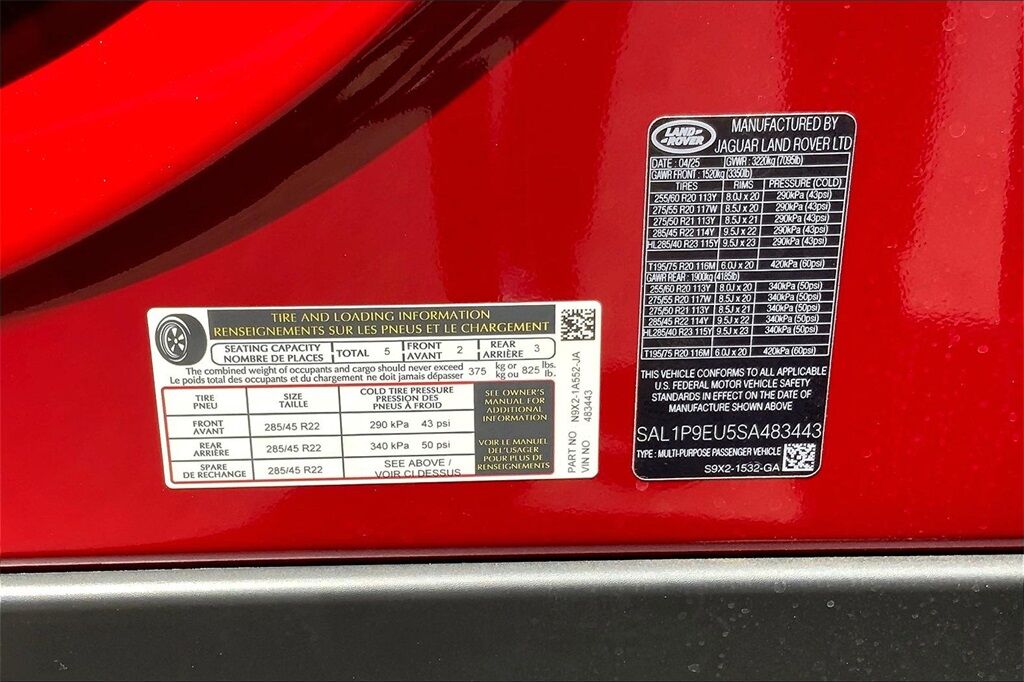 TIRE AND LOADING INFORMATION
RENSEIGNEMENTS SUR LES PNEUS ET LE CHARGEMENT
SEATING CAPACITY
NOMBRE DE PLACES
TOTAL 5
FRONT
AVANT 2
REAR
ARRIÈRE 3
The combined weight of occupants and cargo should never exceed
Le poids total des occupants et du chargement ne doit jamais dépasser
375 kg or
kg ou 825 lbs.
lb.
TIRE
PNEU
SIZE
TAILLE
COLD TIRE PRESSURE
PRESSION DES
PNEUS À FROID
FRONT
AVANT
285/45 R22
290 kPa 43 psi
REAR
ARRIÈRE
285/45 R22
340 kPa 50 psi
SPARE
DE RECHANGE
285/45 R22
SEE ABOVE /
VOIR CI DESSUS
SEE OWNER'S
MANUAL FOR
ADDITIONAL
INFORMATION
VOIR LE MANUEL
DE L'USAGER
POUR PLUS DE
RENSEIGNEMENTS
PART NO N9X2-1A552-JA
VIN NO 483443
LAND ROVER
MANUFACTURED BY
JAGUAR LAND ROVER LTD
DATE : 04/25 GVWR : 3220kg (7095lb)
GAWR FRONT : 1520kg (3350lb)
TIRES RIMS PRESSURE (COLD)
255/60 R20 113Y 8.0J x 20 290kPa (43psi)
275/55 R20 117W 8.5J x 20 290kPa (43psi)
275/50 R21 113Y 8.5J x 21 290kPa (43psi)
285/45 R22 114Y 9.5J x 22 290kPa (43psi)
HL285/40 R23 115Y 9.5J x 23 290kPa (43psi)
T195/75 R20 116M 6.0J x 20 420kPa (60psi)
GAWR REAR : 1900kg (4185lb)
255/60 R20 113Y 8.0J x 20 340kPa (50psi)
275/55 R20 117W 8.5J x 20 340kPa (50psi)
275/50 R21 113Y 8.5J x 21 340kPa (50psi)
285/45 R22 114Y 9.5J x 22 340kPa (50psi)
HL285/40 R23 115Y 9.5J x 23 340kPa (50psi)
T195/75 R20 116M 6.0J x 20 420kPa (60psi)
THIS VEHICLE CONFORMS TO ALL APPLICABLE
U.S. FEDERAL MOTOR VEHICLE SAFETY
STANDARDS IN EFFECT ON THE DATE OF
MANUFACTURE SHOWN ABOVE
SAL1P9EU5SA483443
TYPE : MULTI-PURPOSE PASSENGER VEHICLE
S9X2-1532-GA